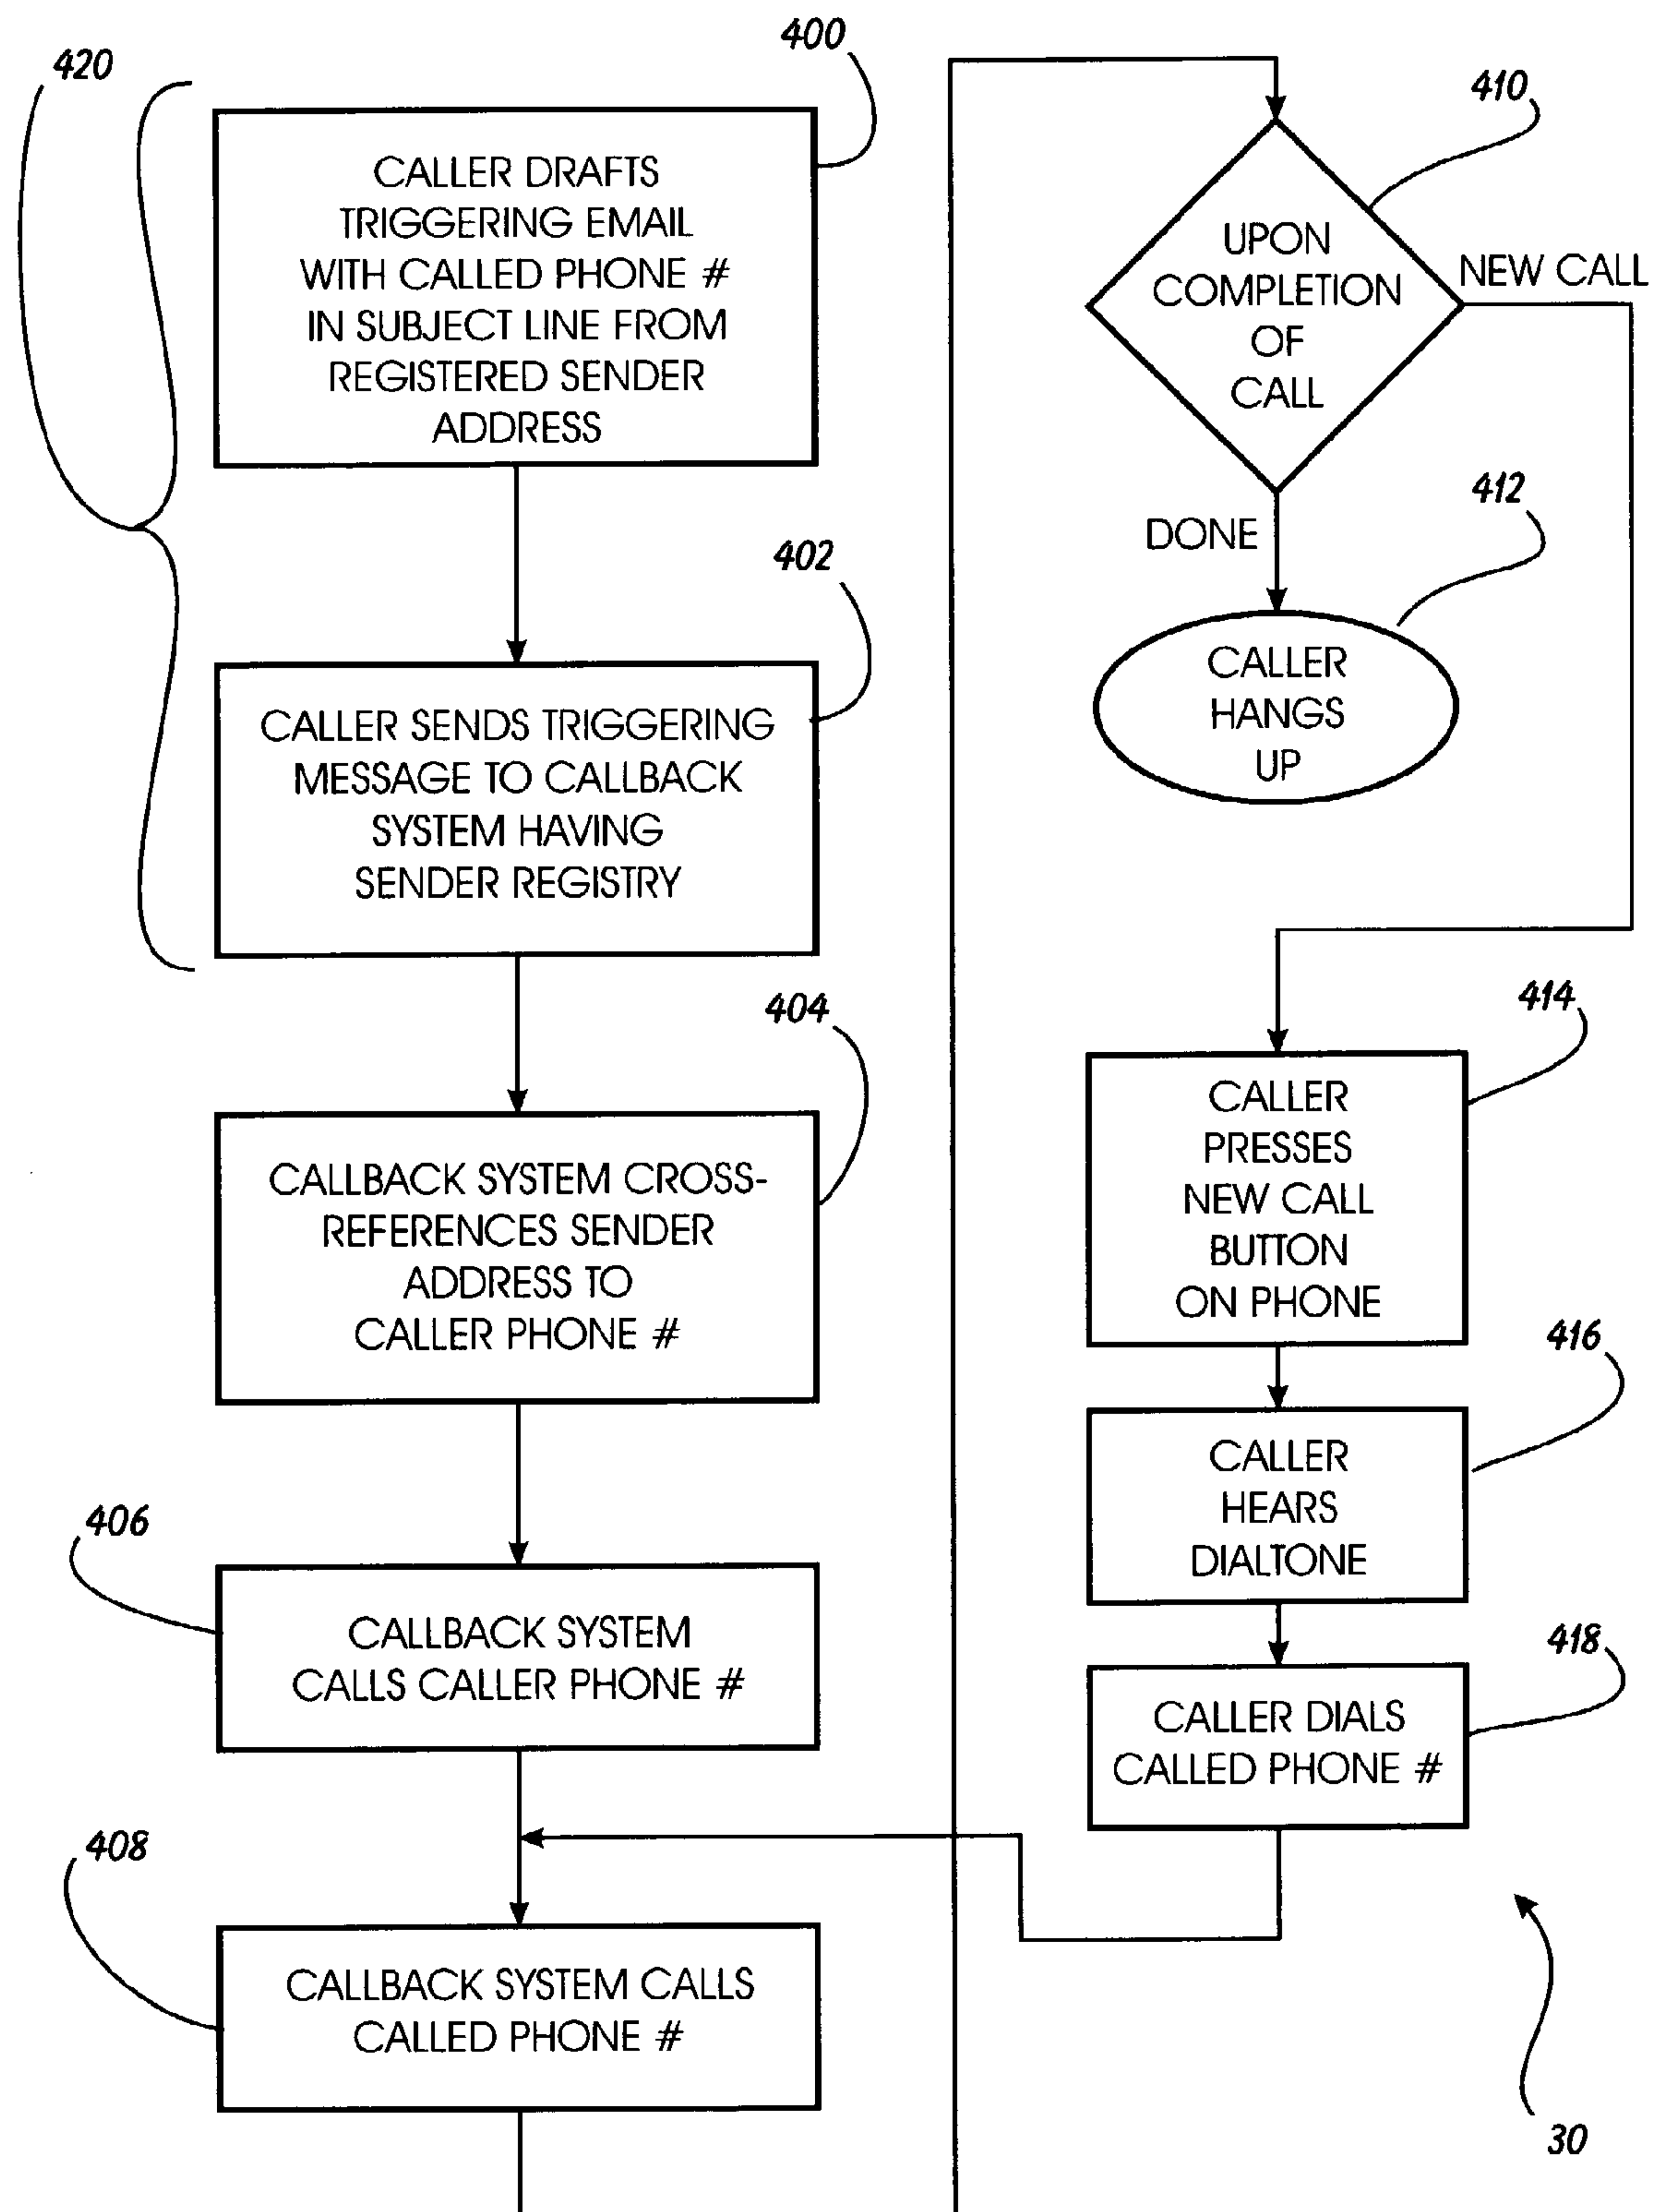 420
400
CALLER DRAFTS
TRIGGERING EMAIL
WITH CALLED PHONE #
IN SUBJECT LINE FROM
REGISTERED SENDER
ADDRESS
402
CALLER SENDS TRIGGERING
MESSAGE TO CALLBACK
SYSTEM HAVING
SENDER REGISTRY
404
CALLBACK SYSTEM CROSS-
REFERENCES SENDER
ADDRESS TO
CALLER PHONE #
406
CALLBACK SYSTEM
CALLS CALLER PHONE #
408
CALLBACK SYSTEM CALLS
CALLED PHONE #
410
UPON
COMPLETION
OF
CALL
NEW CALL
DONE
412
CALLER
HANGS
UP
414
CALLER
PRESSES
NEW CALL
BUTTON
ON PHONE
416
CALLER
HEARS
DIALTONE
418
CALLER DIALS
CALLED PHONE #
30